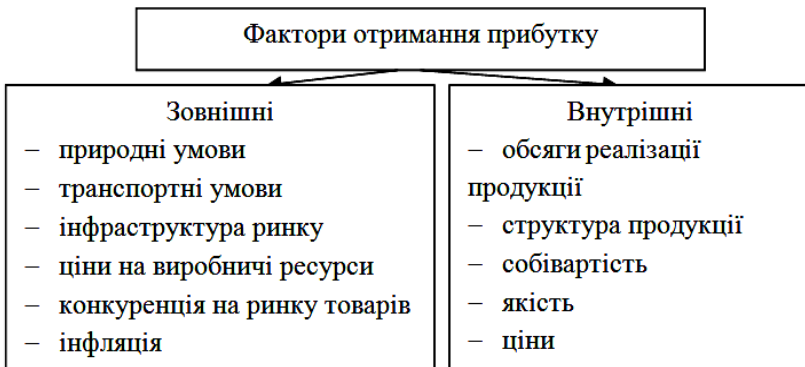 Фактори отримання прибутку
Зовнішні
– природні умови
– транспортні умови
– інфраструктура ринку
– ціни на виробничі ресурси
– конкуренція на ринку товарів
– інфляція
Внутрішні
– обсяги реалізації
продукції
– структура продукції
– собівартість
– якість
– ціни